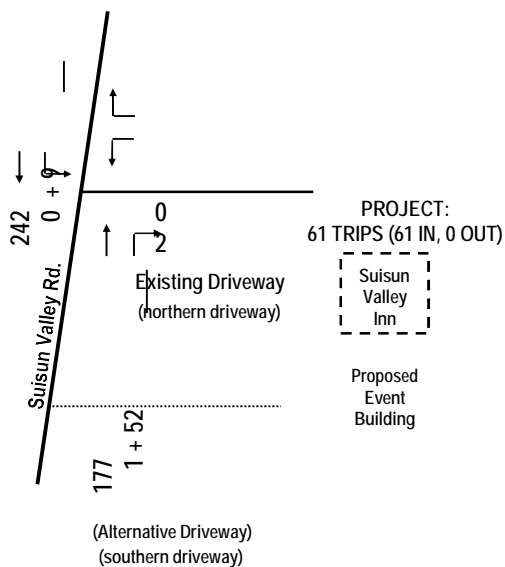 242
0 + 9
0
2
PROJECT:
61 TRIPS (61 IN, 0 OUT)
Suisun Valley Rd.
Existing Driveway
(northern driveway)
Suisun
Valley
Inn
Proposed
Event
Building
177
1 + 52
(Alternative Driveway)
(southern driveway)